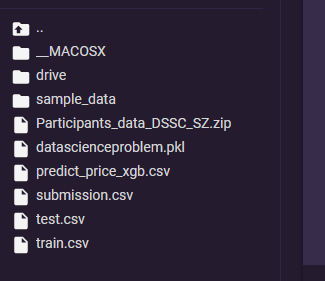 ..
__MACOSX
drive
sample_data
Participants_data_DSSC_SZ.zip
datascienceproblem.pkl
predict_price_xgb.csv
submission.csv
test.csv
train.csv